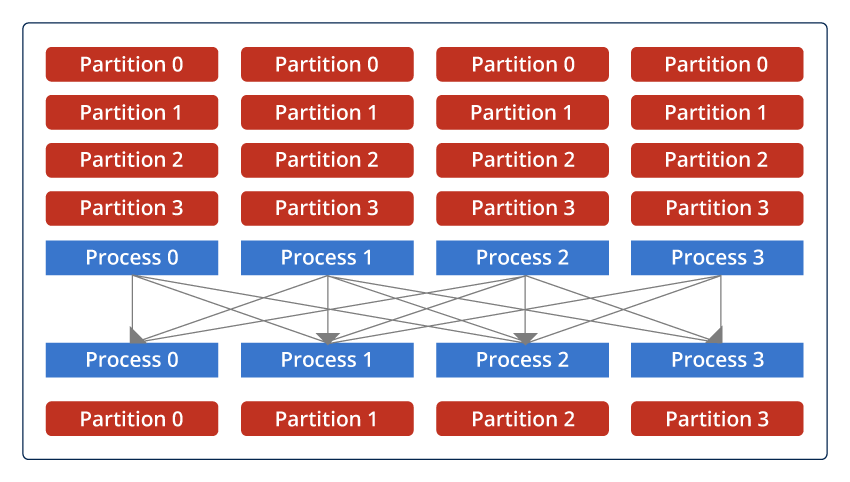 Partition 0 Partition 0 Partition 0 Partition 0
Partition 1 Partition 1 Partition 1 Partition 1
Partition 2 Partition 2 Partition 2 Partition 2
Partition 3 Partition 3 Partition 3 Partition 3
Process 0 Process 1 Process 2 Process 3
Process 0 Process 1 Process 2 Process 3
Partition 0 Partition 1 Partition 2 Partition 3